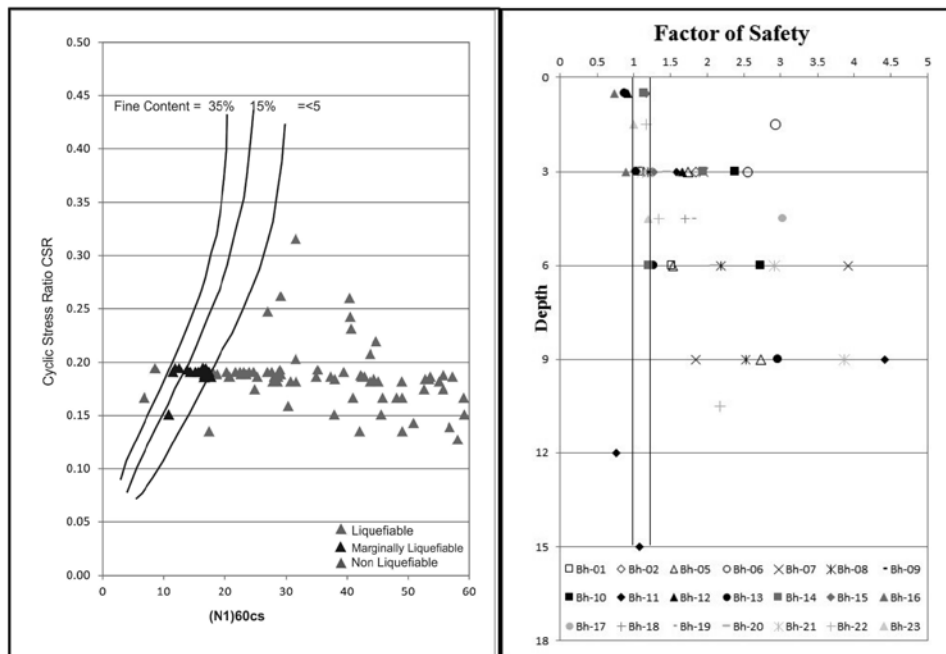 0.50
0.45
0.40
0.35
0.30
0.25
0.20
0.15
0.10
0.05
0.00
Cyclic Stress Ratio CSR
Fine Content = 35% 15% =<5
Liquefiable
Marginally Liquefiable
Non Liquefiable
0 10 20 30 40 50 60
(N1)60cs
Factor of Safety
0 0.5 1 1.5 2 2.5 3 3.5 4 4.5 5
0
3
6
9
12
15
18
Depth
Bh-01 Bh-02 Bh-05 Bh-06 Bh-07 Bh-08 Bh-09
Bh-10 Bh-11 Bh-12 Bh-13 Bh-14 Bh-15 Bh-16
Bh-17 Bh-18 Bh-19 Bh-20 Bh-21 Bh-22 Bh-23